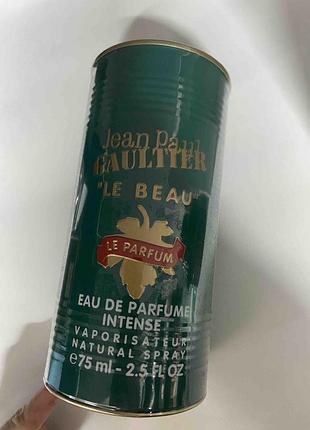 Jean Paul
GAULTIER
"LE BEAU"
LE PARFUM
EAU DE PARFUME
INTENSE
VAPORISATEUR
NATURAL SPRAY
℮75 ml - 2.5 FL OZ